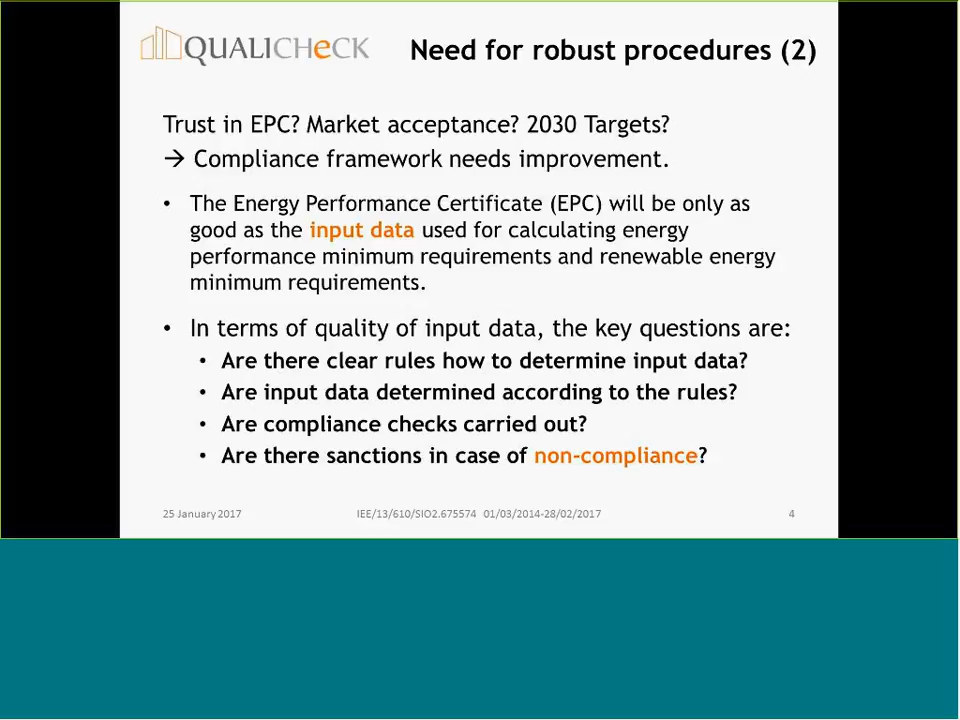 QUALICHeCK
Need for robust procedures (2)
Trust in EPC? Market acceptance? 2030 Targets?
→ Compliance framework needs improvement.
• The Energy Performance Certificate (EPC) will be only as
good as the input data used for calculating energy
performance minimum requirements and renewable energy
minimum requirements.
• In terms of quality of input data, the key questions are:
• Are there clear rules how to determine input data?
• Are input data determined according to the rules?
• Are compliance checks carried out?
• Are there sanctions in case of non-compliance?
25 January 2017 IEE/13/610/SIO2.675574 01/03/2014-28/02/2017 4